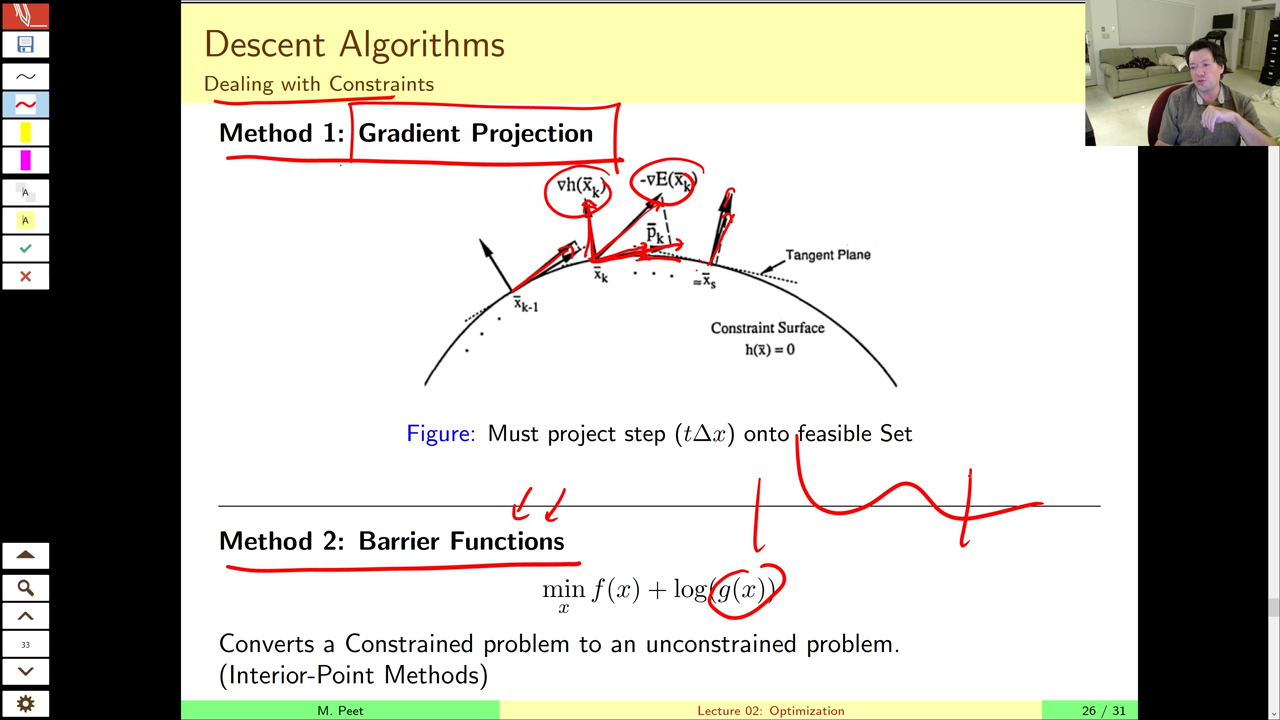 Descent Algorithms
Dealing with Constraints
Method 1: Gradient Projection
∇h(x̄ₖ)
-∇E(x̄ₖ)
p̄ₖ
Tangent Plane
x̄ₖ
≈x̄ₛ
x̄ₖ₋₁
Constraint Surface
h(x̄) = 0
Figure: Must project step (tΔx) onto feasible Set
Method 2: Barrier Functions
min f(x) + log(g(x))
x
Converts a Constrained problem to an unconstrained problem.
(Interior-Point Methods)
33
M. Peet
Lecture 02: Optimization
26 / 31